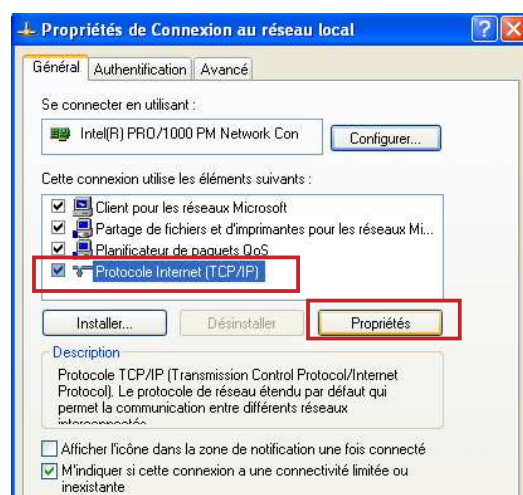 Propriétés de Connexion au réseau local
Général
Authentification
Avancé
Se connecter en utilisant :
Intel(R) PRO/1000 PM Network Con
Configurer...
Cette connexion utilise les éléments suivants :
Client pour les réseaux Microsoft
Partage de fichiers et d'imprimantes pour les réseaux Mi...
Planificateur de paquets QoS
Protocole Internet (TCP/IP)
Installer...
Désinstaller
Propriétés
Description
Protocole TCP/IP (Transmission Control Protocol/Internet
Protocol). Le protocole de réseau étendu par défaut qui
permet la communication entre différents réseaux
interconnectés
Afficher l'icône dans la zone de notification une fois connecté
M'indiquer si cette connexion a une connectivité limitée ou
inexistante